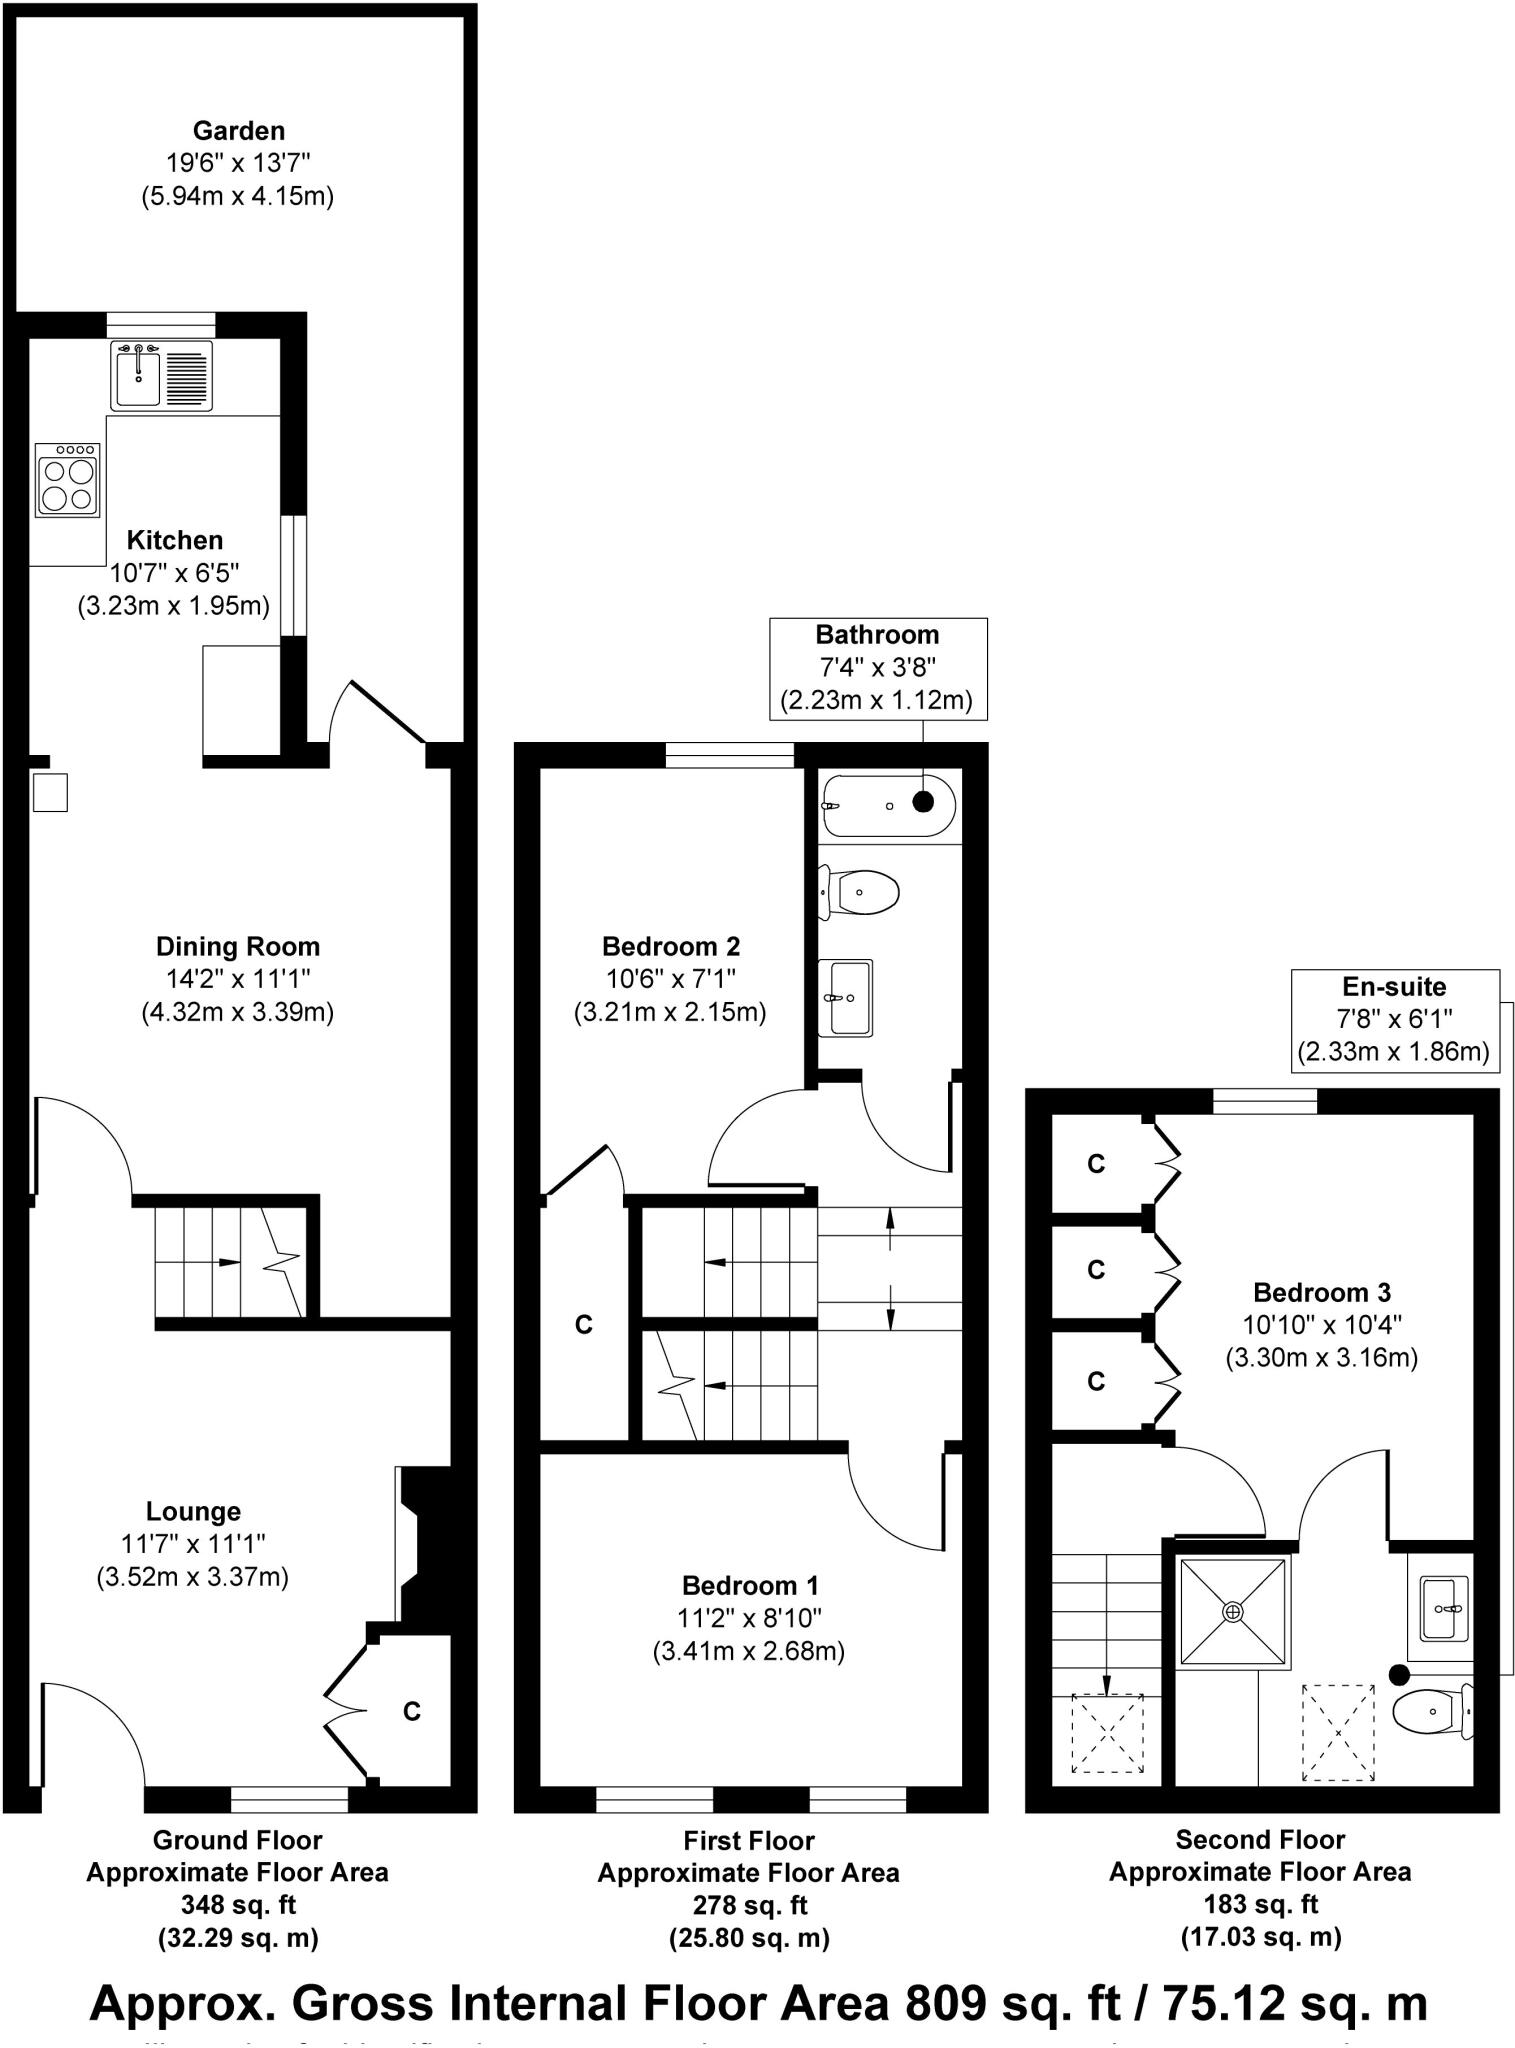 Garden
19'6" x 13'7"
(5.94m x 4.15m)
Kitchen
10'7" x 6'5"
(3.23m x 1.95m)
Dining Room
14'2" x 11'1"
(4.32m x 3.39m)
Lounge
11'7" x 11'1"
(3.52m x 3.37m)
C
Ground Floor
Approximate Floor Area
348 sq. ft
(32.29 sq. m)
Bathroom
7'4" x 3'8"
(2.23m x 1.12m)
Bedroom 2
10'6" x 7'1"
(3.21m x 2.15m)
C
Bedroom 1
11'2" x 8'10"
(3.41m x 2.68m)
First Floor
Approximate Floor Area
278 sq. ft
(25.80 sq. m)
En-suite
7'8" x 6'1"
(2.33m x 1.86m)
C
C
C
Bedroom 3
10'10" x 10'4"
(3.30m x 3.16m)
Second Floor
Approximate Floor Area
183 sq. ft
(17.03 sq. m)
Approx. Gross Internal Floor Area 809 sq. ft / 75.12 sq. m